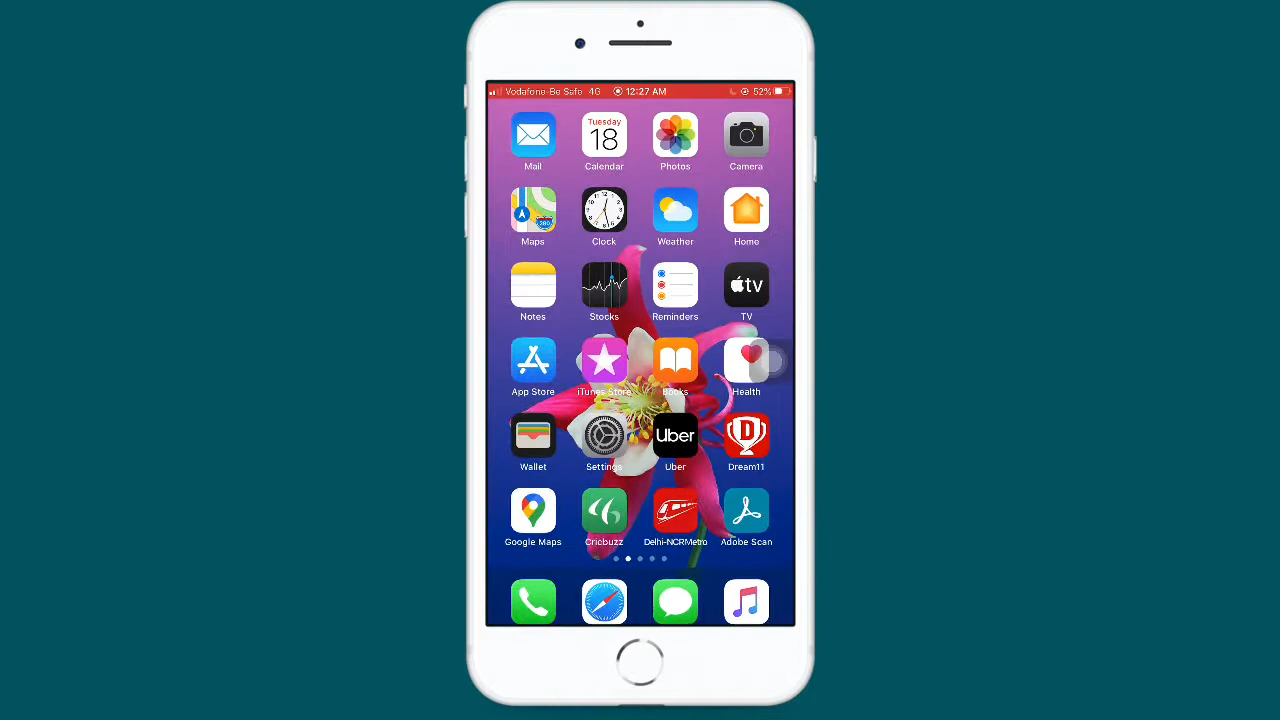 Vodafone-Be Safe 4G 12:27 AM 52%
Tuesday
18
Mail Calendar Photos Camera
12
280
Maps Clock Weather Home
tv
Notes Stocks Reminders TV
App Store iTunes Store Books Health
Uber D
Wallet Settings Uber Dream11
Google Maps Cricbuzz Delhi-NCRMetro Adobe Scan